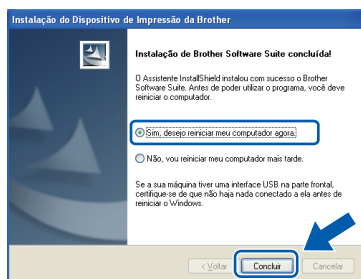 Instalação do Dispositivo de Impressão da Brother
Instalação de Brother Software Suite concluída!
O Assistente InstallShield instalou com sucesso o Brother
Software Suite. Antes de poder utilizar o programa, você deve
reiniciar o computador.
Sim, desejo reiniciar meu computador agora.
Não, vou reiniciar meu computador mais tarde.
Se a sua máquina tiver uma interface USB na parte frontal,
certifique-se de que não haja nada conectado a ela antes de
reiniciar o Windows.
< Voltar Concluir Cancelar